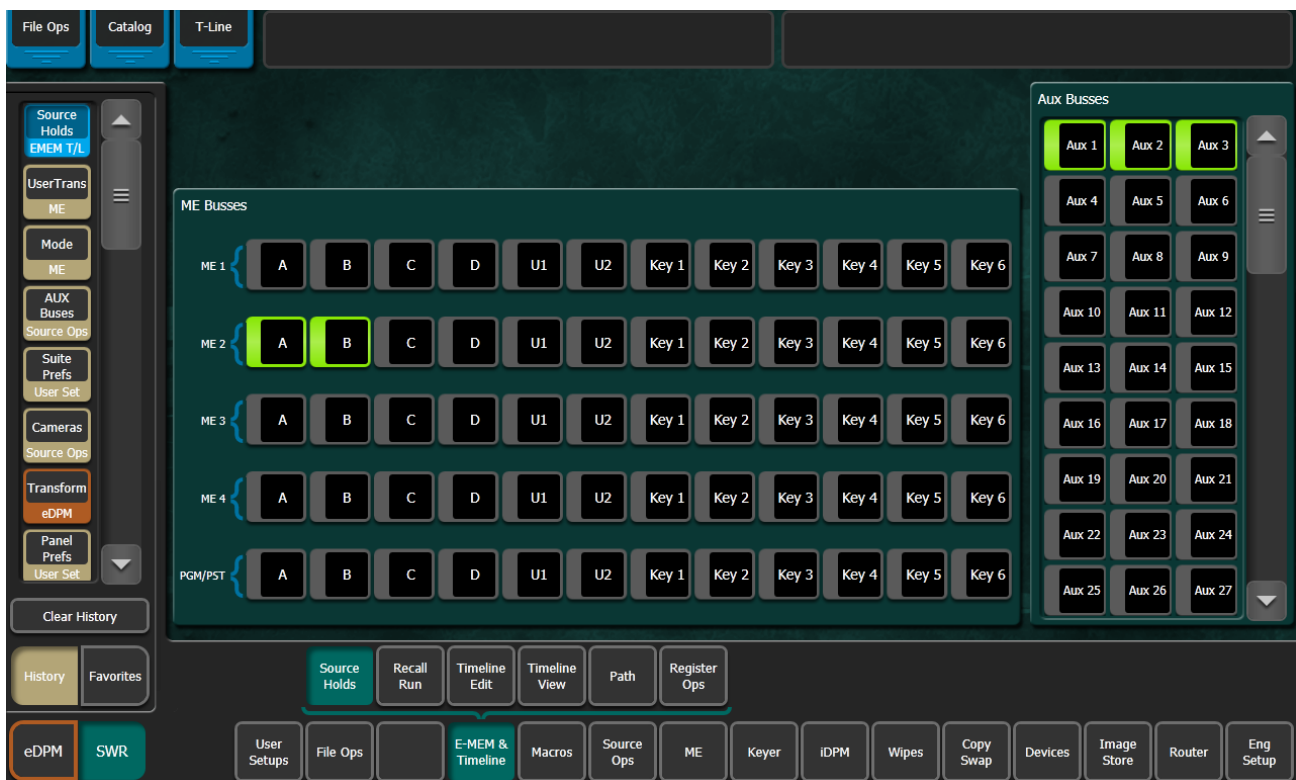 File Ops
Catalog
T-Line
Source
Holds
EMEM T/L
UserTrans
ME
Mode
ME
AUX
Buses
Source Ops
Suite
Prefs
User Set
Cameras
Source Ops
Transform
eDPM
Panel
Prefs
User Set
Clear History
History
Favorites
ME Busses
ME 1 A B C D U1 U2 Key 1 Key 2 Key 3 Key 4 Key 5 Key 6
ME 2 A B C D U1 U2 Key 1 Key 2 Key 3 Key 4 Key 5 Key 6
ME 3 A B C D U1 U2 Key 1 Key 2 Key 3 Key 4 Key 5 Key 6
ME 4 A B C D U1 U2 Key 1 Key 2 Key 3 Key 4 Key 5 Key 6
PGM/PST A B C D U1 U2 Key 1 Key 2 Key 3 Key 4 Key 5 Key 6
Aux Busses
Aux 1 Aux 2 Aux 3
Aux 4 Aux 5 Aux 6
Aux 7 Aux 8 Aux 9
Aux 10 Aux 11 Aux 12
Aux 13 Aux 14 Aux 15
Aux 16 Aux 17 Aux 18
Aux 19 Aux 20 Aux 21
Aux 22 Aux 23 Aux 24
Aux 25 Aux 26 Aux 27
Source
Holds
Recall
Run
Timeline
Edit
Timeline
View
Path
Register
Ops
eDPM
SWR
User
Setups
File Ops
E-MEM &
Timeline
Macros
Source
Ops
ME
Keyer
iDPM
Wipes
Copy
Swap
Devices
Image
Store
Router
Eng
Setup